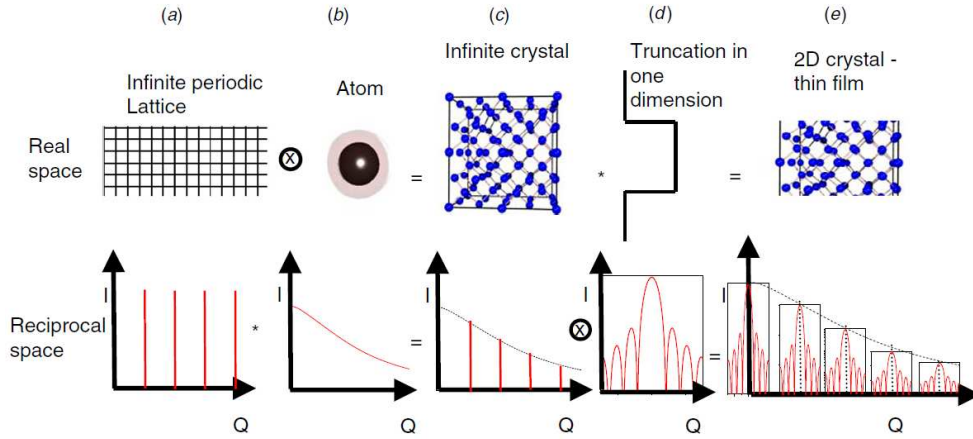 (a) (b) (c) (d) (e)
Infinite periodic
Lattice
Atom
Infinite crystal
Truncation in
one
dimension
2D crystal -
thin film
Real
space
⊗ = * =
Reciprocal
space
I I I I I
* = ⊗ =
Q Q Q Q Q